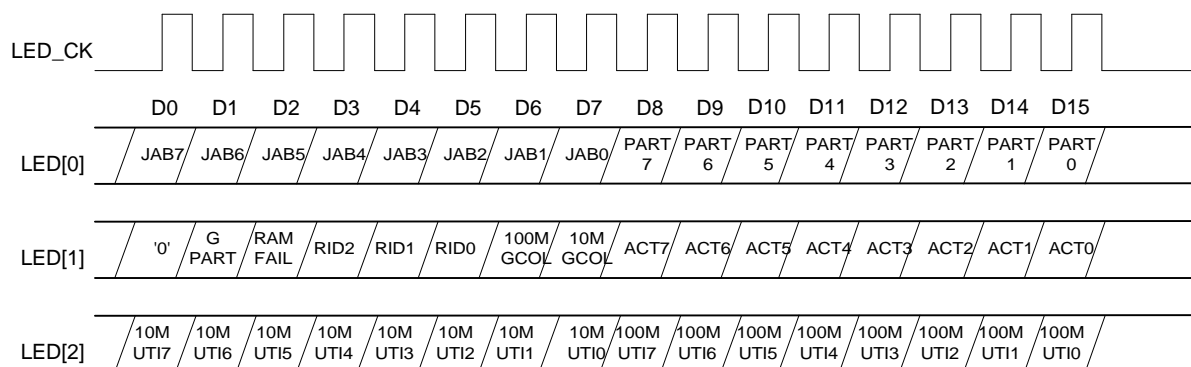 LED_CK
D0 D1 D2 D3 D4 D5 D6 D7 D8 D9 D10 D11 D12 D13 D14 D15
LED[0] JAB7 JAB6 JAB5 JAB4 JAB3 JAB2 JAB1 JAB0 PART 7 PART 6 PART 5 PART 4 PART 3 PART 2 PART 1 PART 0
LED[1] '0' G PART RAM FAIL RID2 RID1 RID0 100M GCOL 10M GCOL ACT7 ACT6 ACT5 ACT4 ACT3 ACT2 ACT1 ACT0
LED[2] 10M UTI7 10M UTI6 10M UTI5 10M UTI4 10M UTI3 10M UTI2 10M UTI1 10M UTI0 100M UTI7 100M UTI6 100M UTI5 100M UTI4 100M UTI3 100M UTI2 100M UTI1 100M UTI0